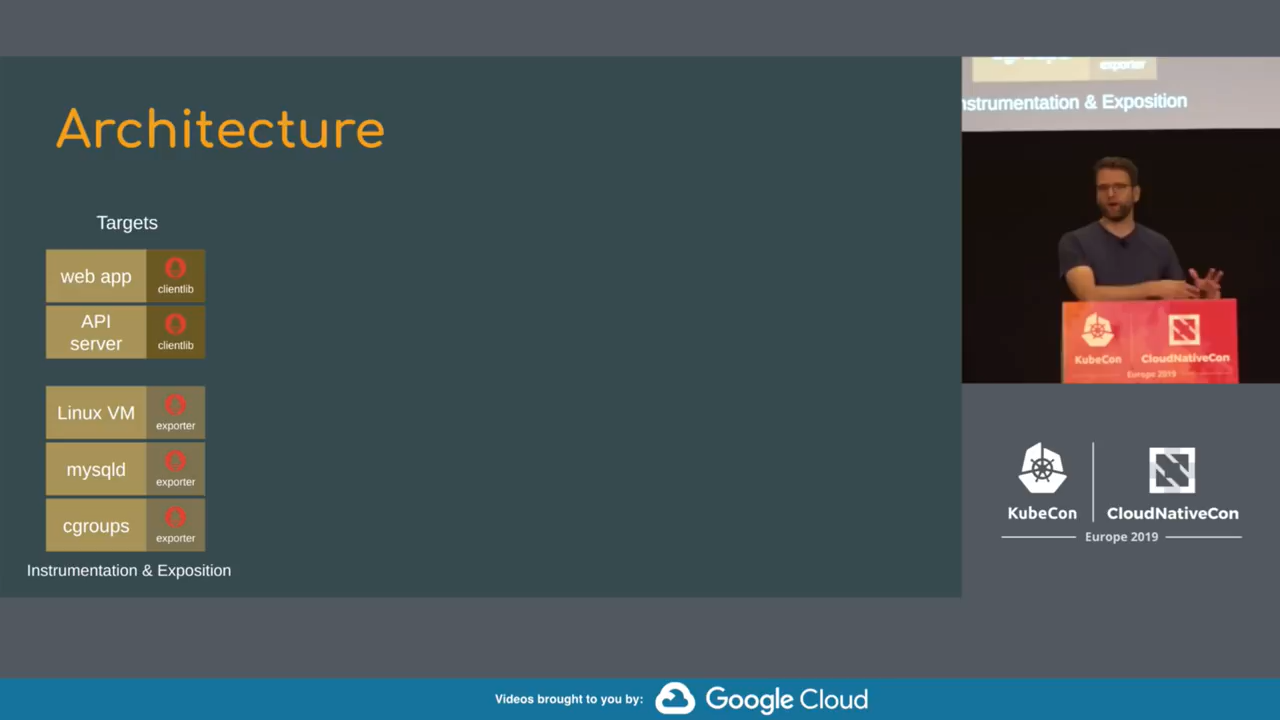 Architecture
Targets
web app
clientlib
API
server
clientlib
Linux VM
exporter
mysqld
exporter
cgroups
exporter
Instrumentation & Exposition
exporter
nstrumentation & Exposition
KubeCon
CloudNativeCon
Europe 2019
KubeCon
CloudNativeCon
Europe 2019
Videos brought to you by:
Google Cloud